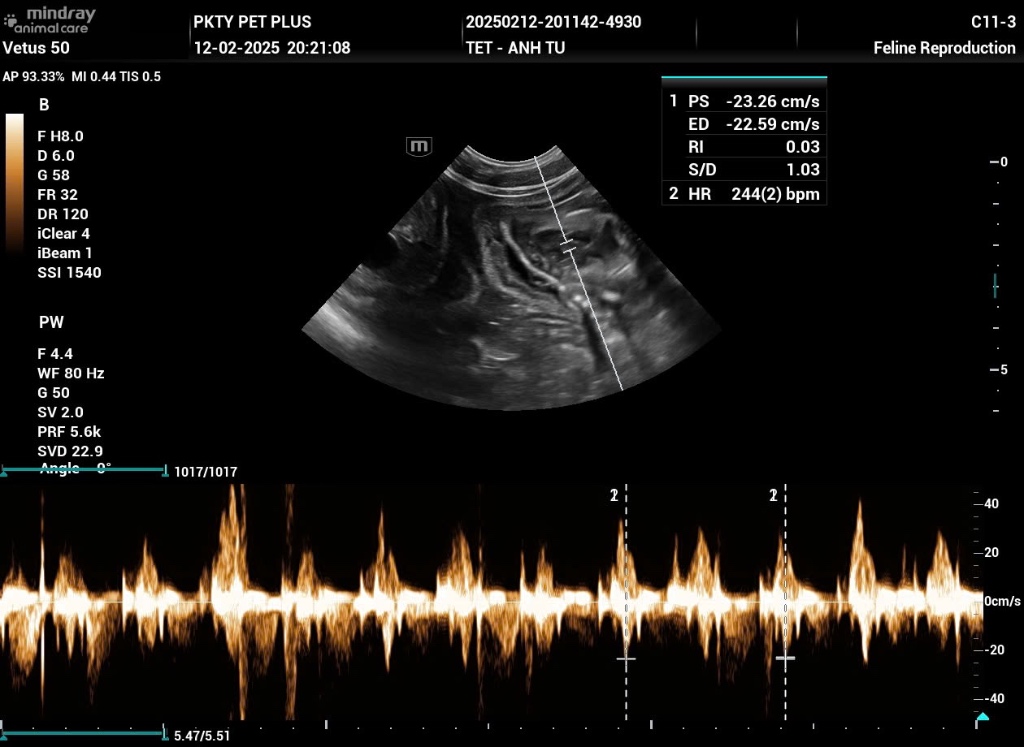 mindray
animal care
PKTY PET PLUS
20250212-201142-4930
C11-3
Vetus 50
12-02-2025 20:21:08
TET - ANH TU
Feline Reproduction
AP 93.33% MI 0.44 TIS 0.5
B
F H8.0
D 6.0
G 58
FR 32
DR 120
iClear 4
iBeam 1
SSI 1540
m
1 PS -23.26 cm/s
ED -22.59 cm/s
RI 0.03
S/D 1.03
2 HR 244(2) bpm
0
5
PW
F 4.4
WF 80 Hz
G 50
SV 2.0
PRF 5.6k
SVD 22.9
Angle 0°
1017/1017
2
2
40
20
0cm/s
-20
-40
5.47/5.51